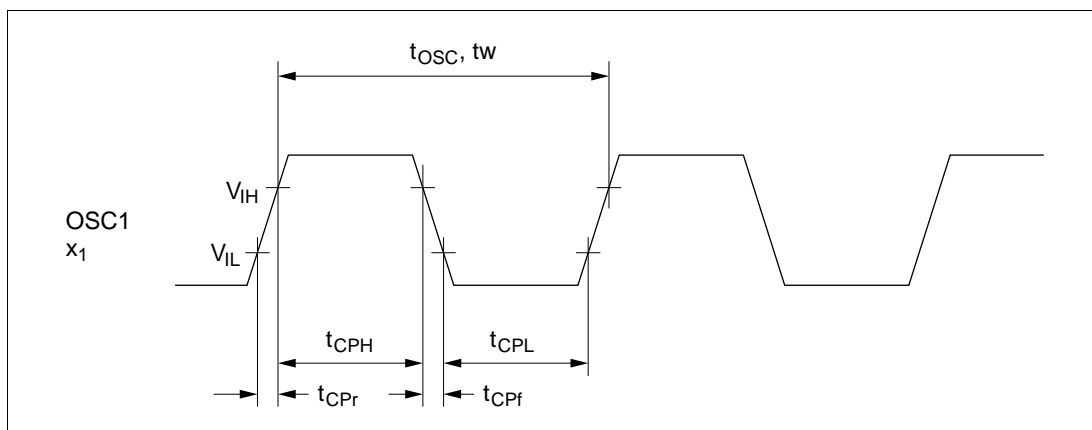 tOSC, tw
VIH
OSC1
x1
VIL
tCPH
tCPL
tCPr
tCPf